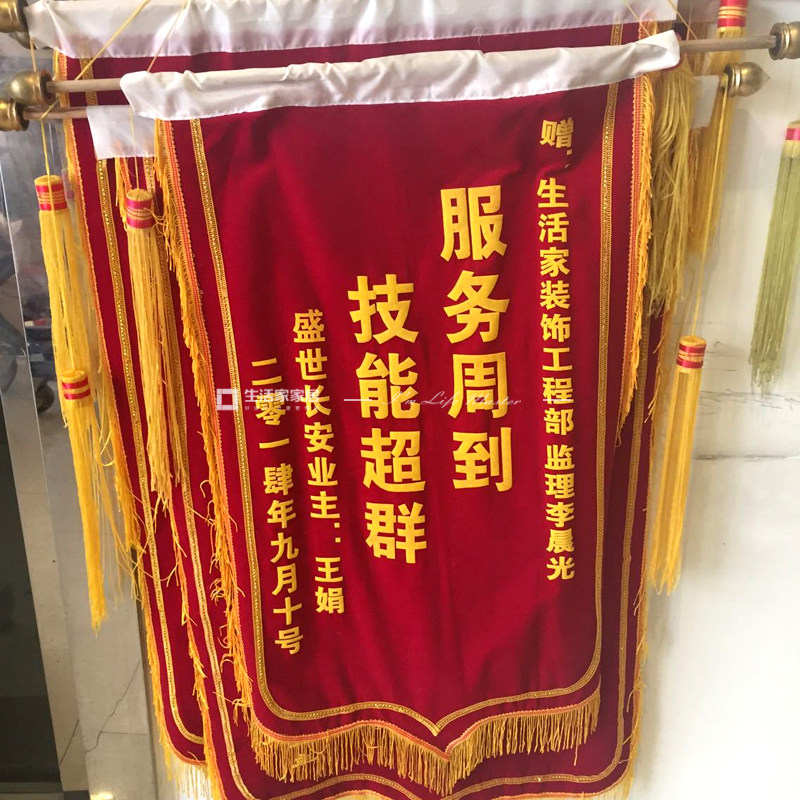 赠：生活家装饰工程部 监理李晨光
服务周到
技能超群
盛世长安业主：王娟
二零一肆年九月十号
生活家家居